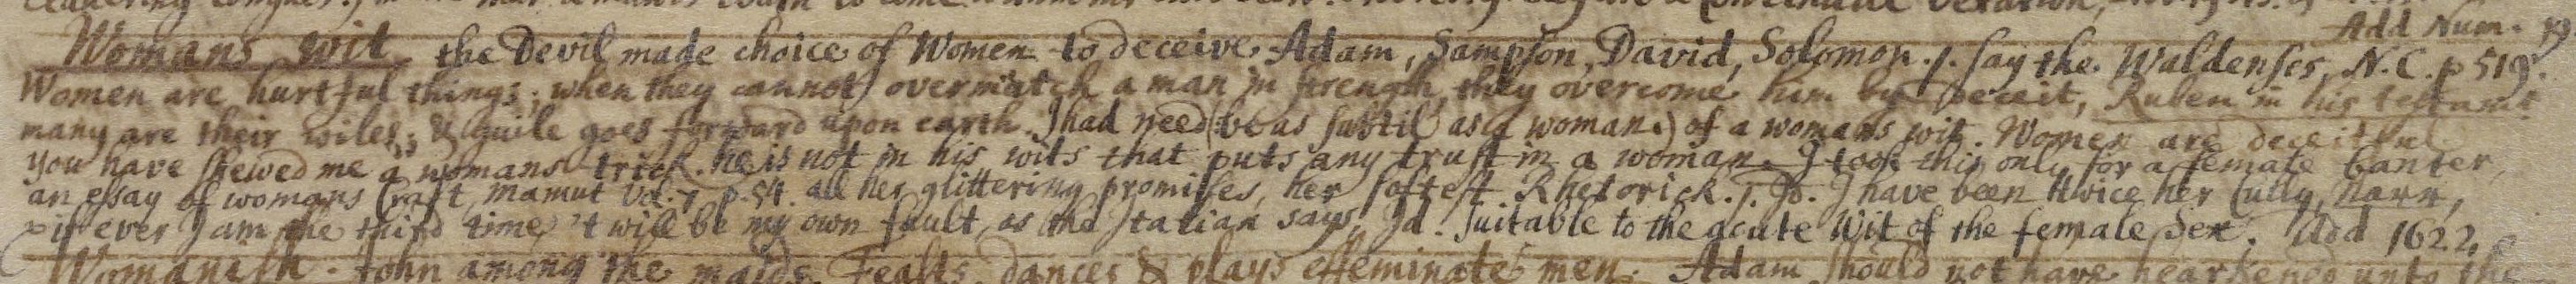 Add Num. 19.
Womans wit the Devil made choice of Women to deceive Adam, Sampson, David, Solomon. s. say the Waldenses, N.C. p 519.
Women are hurtful things; when they cannot overmatch a man in strength, they overcome him by Deceit, Ruben in his testamt
many are their wiles; & guile goes forward upon earth. I had need (be as subtil as a woman.) of a womans wit. Women are deceitful
you have shewed me a womans trick. he is not in his wits that puts any trust in a woman. I took this only for a female banter,
an essay of womans Craft, Mamut Vol. 7 p. 54. all her glittering promises, her softest Rhetorick. I have been twice her Cully,
if ever I am the third time, 't will be my own fault, as the Italian says, Id. suitable to the acute Wit of the female Sex. Add 1622.
Womanish. John among the maids. Feasts, dances & plays effeminate men. Adam should not have hearkened unto the